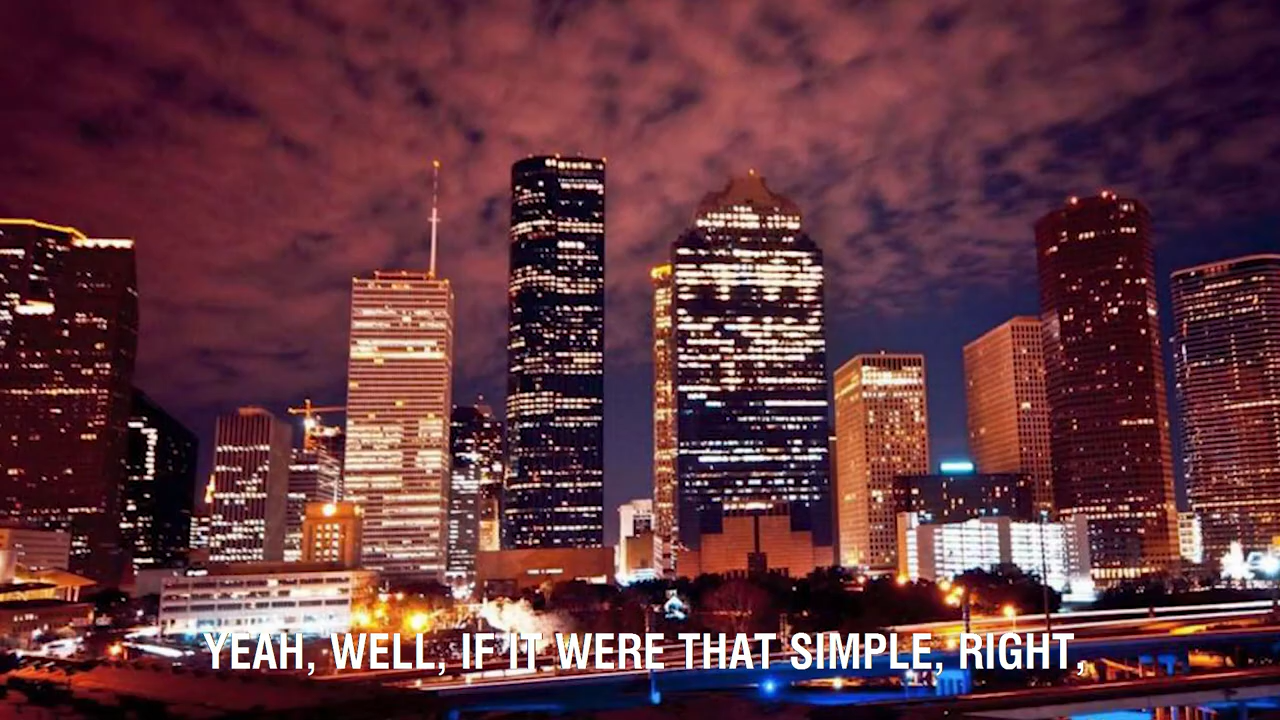 YEAH, WELL, IF IT WERE THAT SIMPLE, RIGHT,